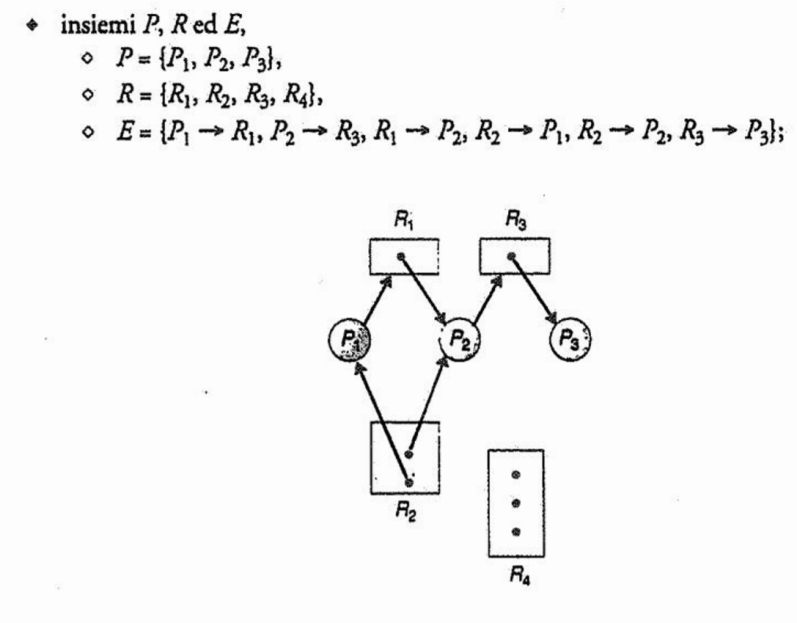 insiemi P, R ed E,
P = {P₁, P₂, P₃},
R = {R₁, R₂, R₃, R₄},
E = {P₁ → R₁, P₂ → R₃, R₁ → P₂, R₂ → P₁, R₂ → P₂, R₃ → P₃};
R₁ R₃
P₁ P₂ P₃
R₂
R₄